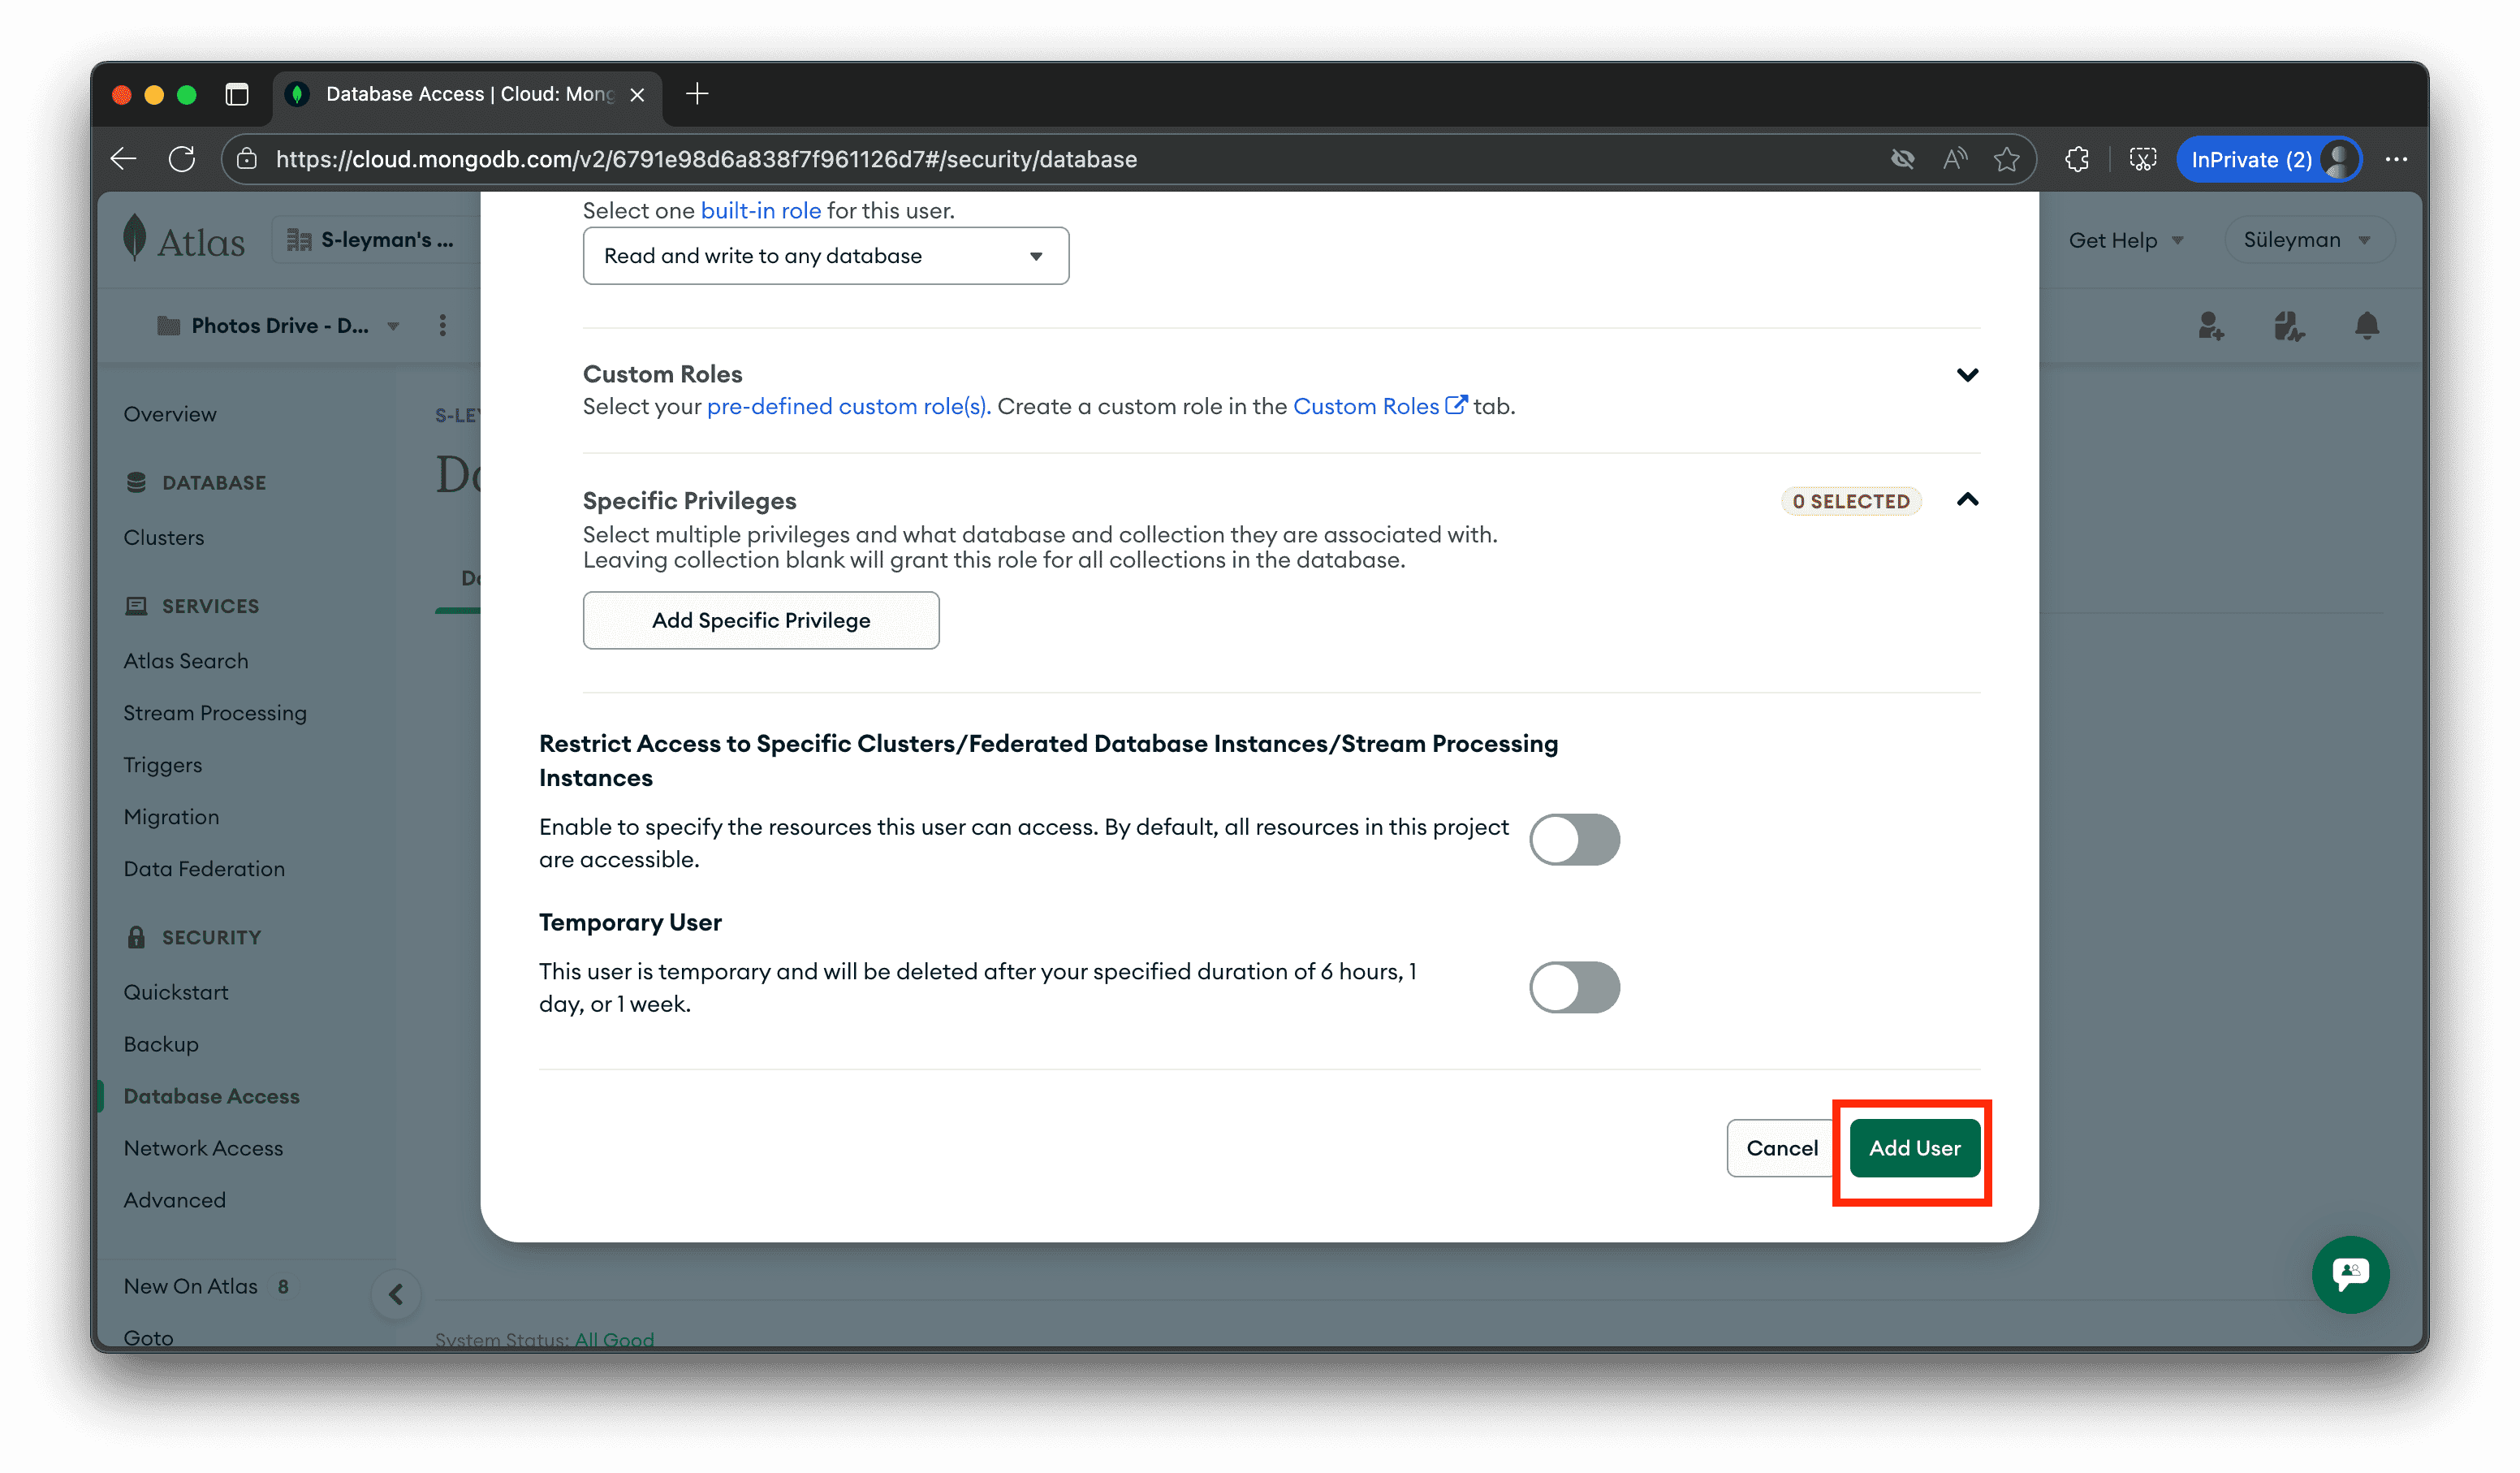 Database Access | Cloud: Mong
https://cloud.mongodb.com/v2/6791e98d6a838f7f961126d7#/security/database
InPrivate (2)
Atlas
S-leyman's ...
Get Help
Süleyman
Photos Drive - D...
Overview
DATABASE
Clusters
SERVICES
Atlas Search
Stream Processing
Triggers
Migration
Data Federation
SECURITY
Quickstart
Backup
Database Access
Network Access
Advanced
New On Atlas 8
Goto
S-LEY
Da
Da
Select one built-in role for this user.
Read and write to any database
Custom Roles
Select your pre-defined custom role(s). Create a custom role in the Custom Roles tab.
Specific Privileges
0 SELECTED
Select multiple privileges and what database and collection they are associated with.
Leaving collection blank will grant this role for all collections in the database.
Add Specific Privilege
Restrict Access to Specific Clusters/Federated Database Instances/Stream Processing
Instances
Enable to specify the resources this user can access. By default, all resources in this project
are accessible.
Temporary User
This user is temporary and will be deleted after your specified duration of 6 hours, 1
day, or 1 week.
Cancel
Add User
System Status: All Good